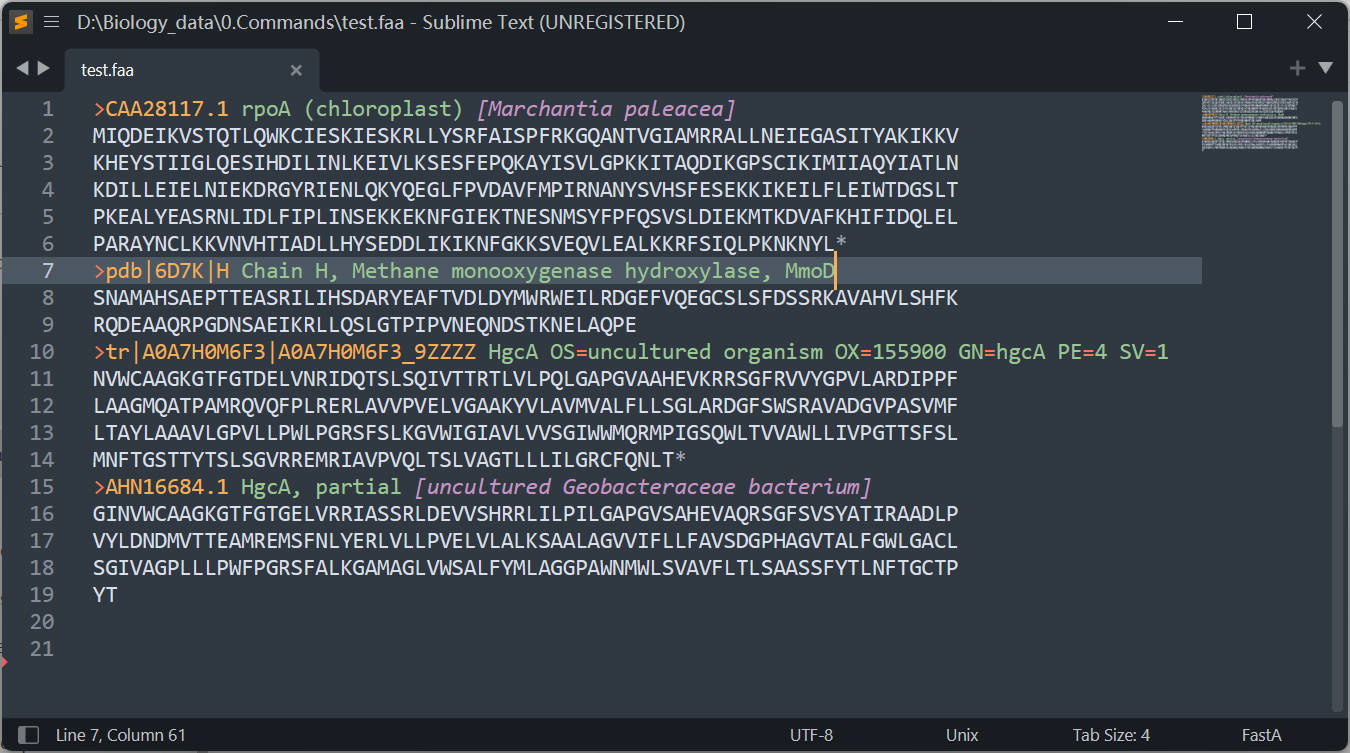 D:\Biology_data\0.Commands\test.faa - Sublime Text (UNREGISTERED)
test.faa
1 >CAA28117.1 rpoA (chloroplast) [Marchantia paleacea]
2 MIQDEIKVSTQTLQWKCIESKIESKRLLYSRFAISPFRKGQANTVGIAMRRALLNEIEGASITYAKIKKV
3 KHEYSTIIGLQESIHDILINLKEIVLKSESFEPQKAYISVLGPKKITAQDIKGPSCIKIMIIAQYIATLN
4 KDILLEIELNIEKDRGYRIENLQKYQEGLFPVDAVFMPIRNANYSVHSFESEKKIKEILFLEIWTDGSLT
5 PKEALYEASRNLIDLFIPLINSEKKEKNFGIEKTNESNMSYFPFQSVSLDIEKMTKDVAFKHIFIDQLEL
6 PARAYNCLKKVNVHTIADLLHYSEDDLIKIKNFGKKSVEQVLEALKKRFSIQLPKNKNYL*
7 >pdb|6D7K|H Chain H, Methane monooxygenase hydroxylase, MmoD
8 SNAMAHSAEPTTEASRILIHSDARYEAFTVDLDYMWRWEILRDGEFVQEGCSLSFDSSRKAVAHVLSHFK
9 RQDEAAQRPGDNSAEIKRLLQSLGTPIPVNEQNDSTKNELAQPE
10 >tr|A0A7H0M6F3|A0A7H0M6F3_9ZZZZ HgcA OS=uncultured organism OX=155900 GN=hgcA PE=4 SV=1
11 NVWCAAGKGTFGTDELVNRIDQTSLSQIVTTRTLVLPQLGAPGVAAHEVKRRSGFRVVYGPVLARDIPPF
12 LAAGMQATPAMRQVQFPLRERLAVVPVELVGAAKYVLAVMVALFLLSGLARDGFSWSRAVADGVPASVMF
13 LTAYLAAAVLGPVLLPWLPGRSFSLKGVWIGIAVLVVSGIWWMQRMPIGSQWLTVVAWLLIVPGTTSFSL
14 MNFTGSTTYTSLSGVRREMRIAVPVQLTSLVAGTLLLILGRCFQNLT*
15 >AHN16684.1 HgcA, partial [uncultured Geobacteraceae bacterium]
16 GINVWCAAGKGTFGTGELVRRIASSRLDEVVSHRRLILPILGAPGVSAHEVAQRSGFSVSYATIRAADLP
17 VYLDNDMVTTEAMREMSFNLYERLVLLPVELVLALKSAALAGVVIFLLFAVSDGPHAGVTALFGWLGACL
18 SGIVAGPLLLPWFPGRSFALKGAMAGLVWSALFYMLAGGPAWNMWLSVAVFLTLSAASSFYTLNFTGCTP
19 YT
20
21
Line 7, Column 61 UTF-8 Unix Tab Size: 4 FastA